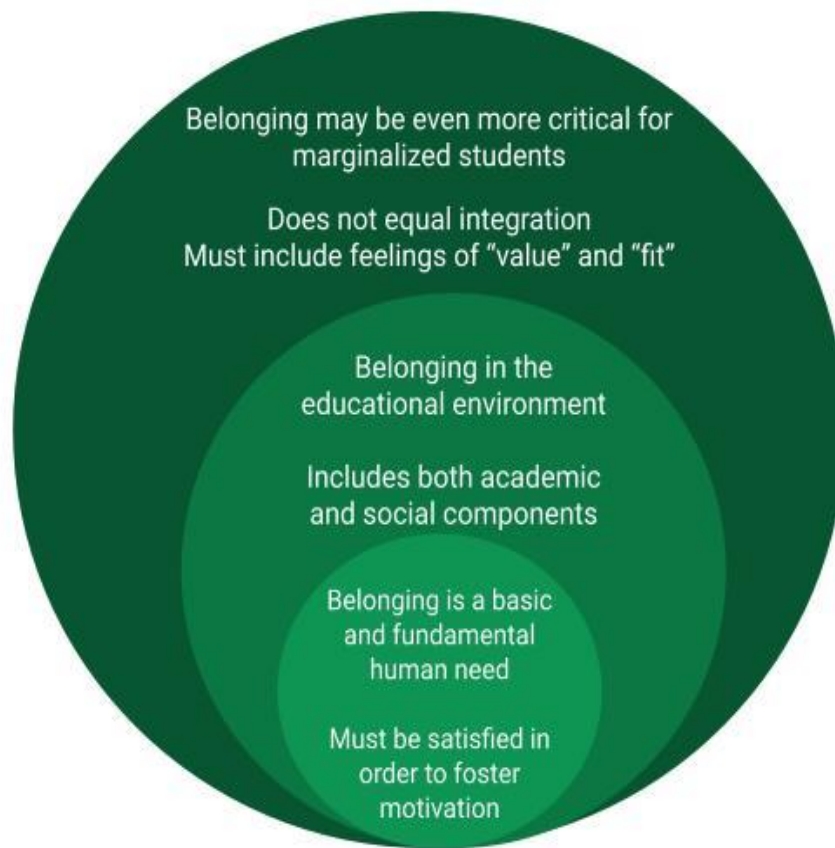 Belonging may be even more critical for
marginalized students
Does not equal integration
Must include feelings of “value” and “fit”
Belonging in the
educational environment
Includes both academic
and social components
Belonging is a basic
and fundamental
human need
Must be satisfied in
order to foster
motivation